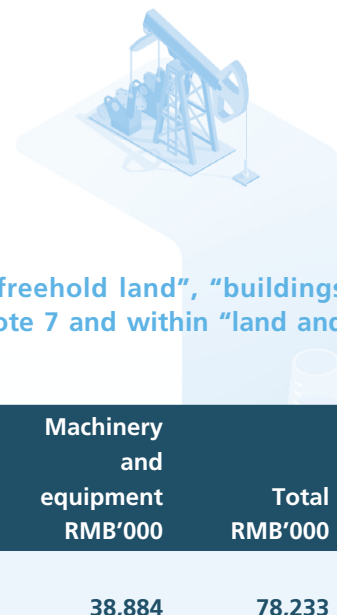 freehold land”, “buildings
ote 7 and within “land and
Machinery
and
equipment Total
RMB’000 RMB’000
38,884 78,233